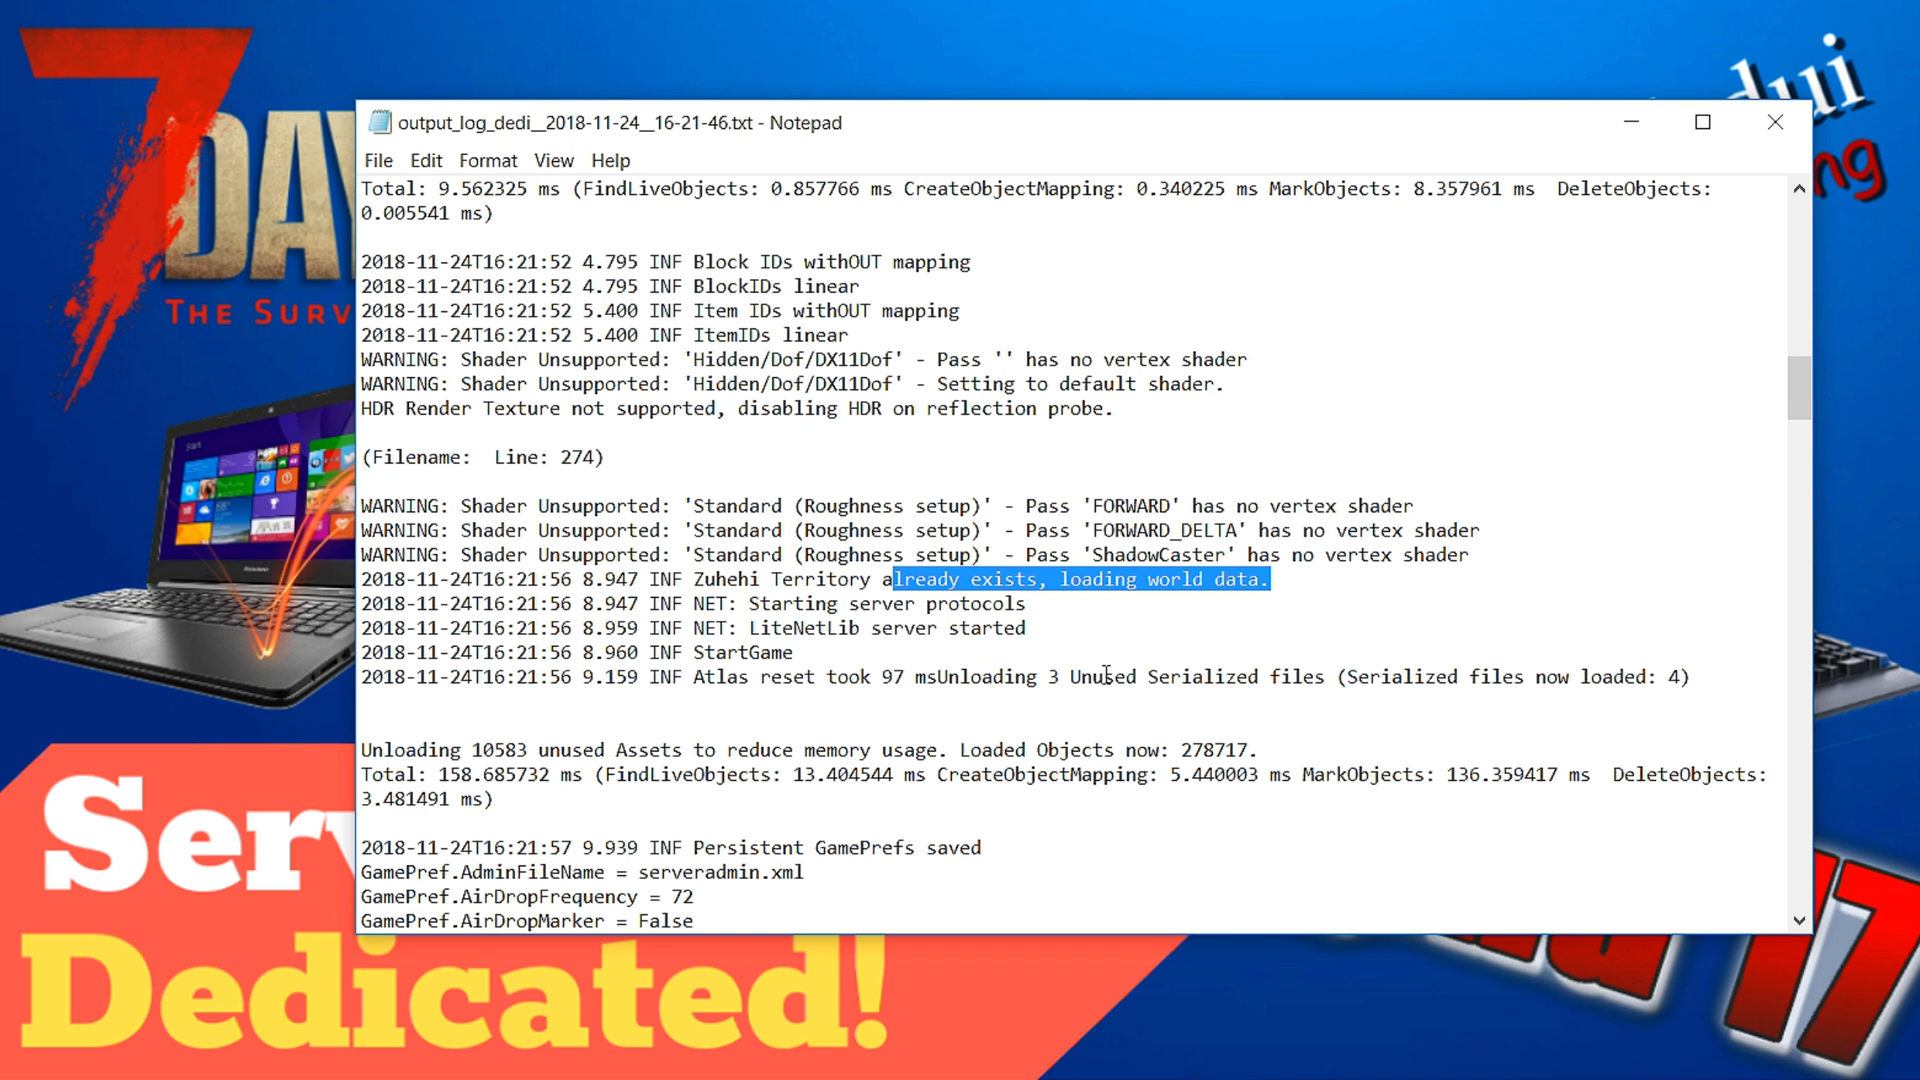 7
DAY
THE SURV
dui
ng
output_log_dedi__2018-11-24__16-21-46.txt - Notepad
File Edit Format View Help
Total: 9.562325 ms (FindLiveObjects: 0.857766 ms CreateObjectMapping: 0.340225 ms MarkObjects: 8.357961 ms  DeleteObjects:
0.005541 ms)
2018-11-24T16:21:52 4.795 INF Block IDs withOUT mapping
2018-11-24T16:21:52 4.795 INF BlockIDs linear
2018-11-24T16:21:52 5.400 INF Item IDs withOUT mapping
2018-11-24T16:21:52 5.400 INF ItemIDs linear
WARNING: Shader Unsupported: 'Hidden/Dof/DX11Dof' - Pass '' has no vertex shader
WARNING: Shader Unsupported: 'Hidden/Dof/DX11Dof' - Setting to default shader.
HDR Render Texture not supported, disabling HDR on reflection probe.
(Filename:  Line: 274)
WARNING: Shader Unsupported: 'Standard (Roughness setup)' - Pass 'FORWARD' has no vertex shader
WARNING: Shader Unsupported: 'Standard (Roughness setup)' - Pass 'FORWARD_DELTA' has no vertex shader
WARNING: Shader Unsupported: 'Standard (Roughness setup)' - Pass 'ShadowCaster' has no vertex shader
2018-11-24T16:21:56 8.947 INF Zuhehi Territory already exists, loading world data.
2018-11-24T16:21:56 8.947 INF NET: Starting server protocols
2018-11-24T16:21:56 8.959 INF NET: LiteNetLib server started
2018-11-24T16:21:56 8.960 INF StartGame
2018-11-24T16:21:56 9.159 INF Atlas reset took 97 msUnloading 3 Unused Serialized files (Serialized files now loaded: 4)
Unloading 10583 unused Assets to reduce memory usage. Loaded Objects now: 278717.
Total: 158.685732 ms (FindLiveObjects: 13.404544 ms CreateObjectMapping: 5.440003 ms MarkObjects: 136.359417 ms  DeleteObjects:
3.481491 ms)
2018-11-24T16:21:57 9.939 INF Persistent GamePrefs saved
GamePref.AdminFileName = serveradmin.xml
GamePref.AirDropFrequency = 72
GamePref.AirDropMarker = False
Serv
Dedicated!
17